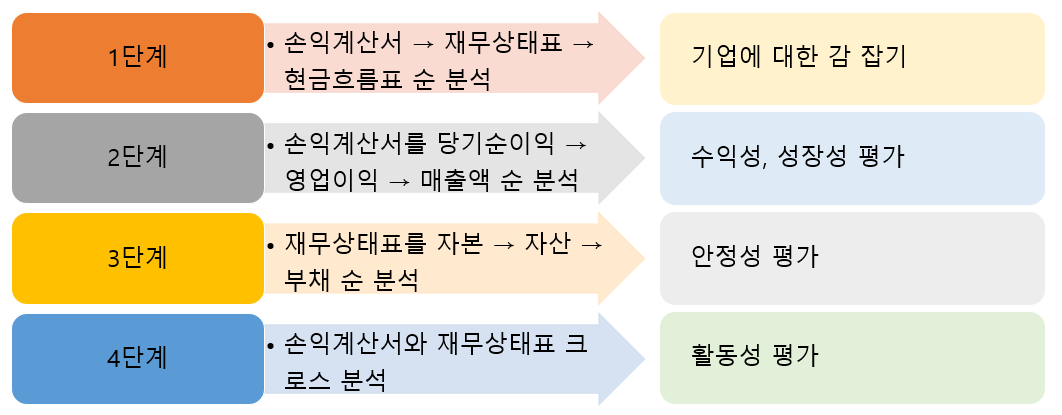 1단계
• 손익계산서 → 재무상태표 →
현금흐름표 순 분석
기업에 대한 감 잡기
2단계
• 손익계산서를 당기순이익 →
영업이익 → 매출액 순 분석
수익성, 성장성 평가
3단계
• 재무상태표를 자본 → 자산 →
부채 순 분석
안정성 평가
4단계
• 손익계산서와 재무상태표 크
로스 분석
활동성 평가